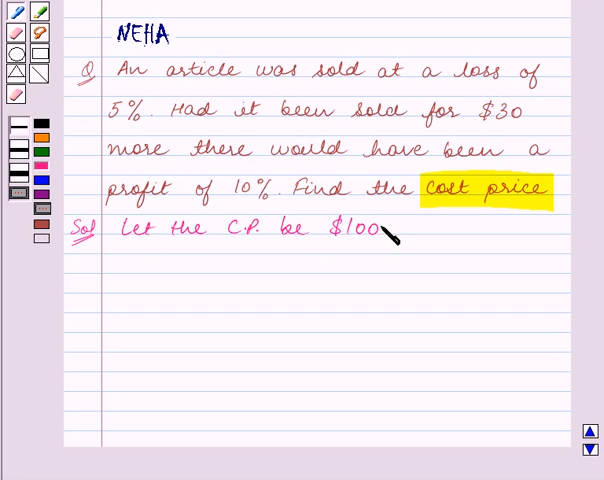 NEHA
Q An article was sold at a loss of
5%. Had it been sold for $30
more there would have been a
profit of 10%. Find the cost price
Sol Let the C.P. be $100